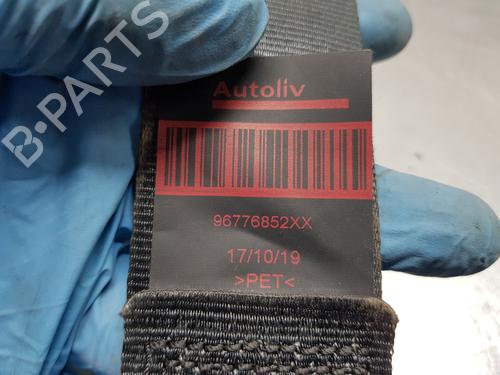 B-PARTS
Autoliv
96776852XX
17/10/19
>PET<